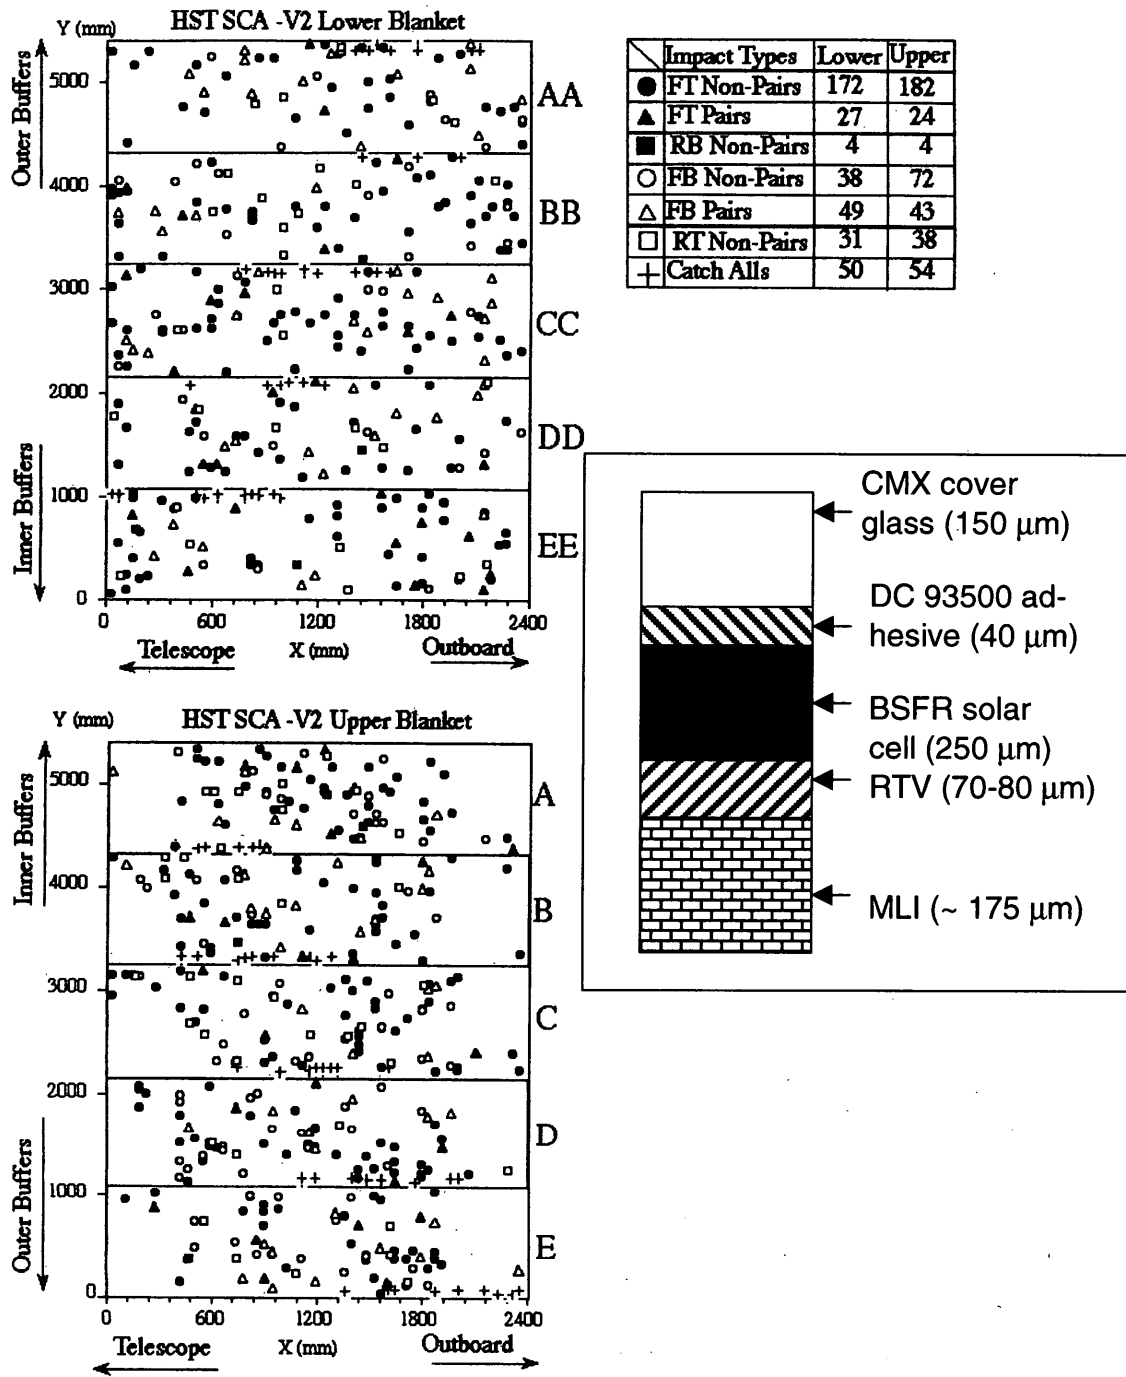 HST SCA -V2 Lower Blanket
Y (mm)
Outer Buffers
Inner Buffers
5000
4000
3000
2000
1000
0
AA
BB
CC
DD
EE
0 600 1200 1800 2400
Telescope X (mm) Outboard
Impact Types Lower Upper
FT Non-Pairs 172 182
FT Pairs 27 24
RB Non-Pairs 4 4
FB Non-Pairs 38 72
FB Pairs 49 43
RT Non-Pairs 31 38
Catch Alls 50 54
CMX cover
glass (150 µm)
DC 93500 ad-
hesive (40 µm)
BSFR solar
cell (250 µm)
RTV (70-80 µm)
MLI (~ 175 µm)
HST SCA -V2 Upper Blanket
Y (mm)
Inner Buffers
Outer Buffers
5000
4000
3000
2000
1000
0
A
B
C
D
E
0 600 1200 1800 2400
Telescope X (mm) Outboard